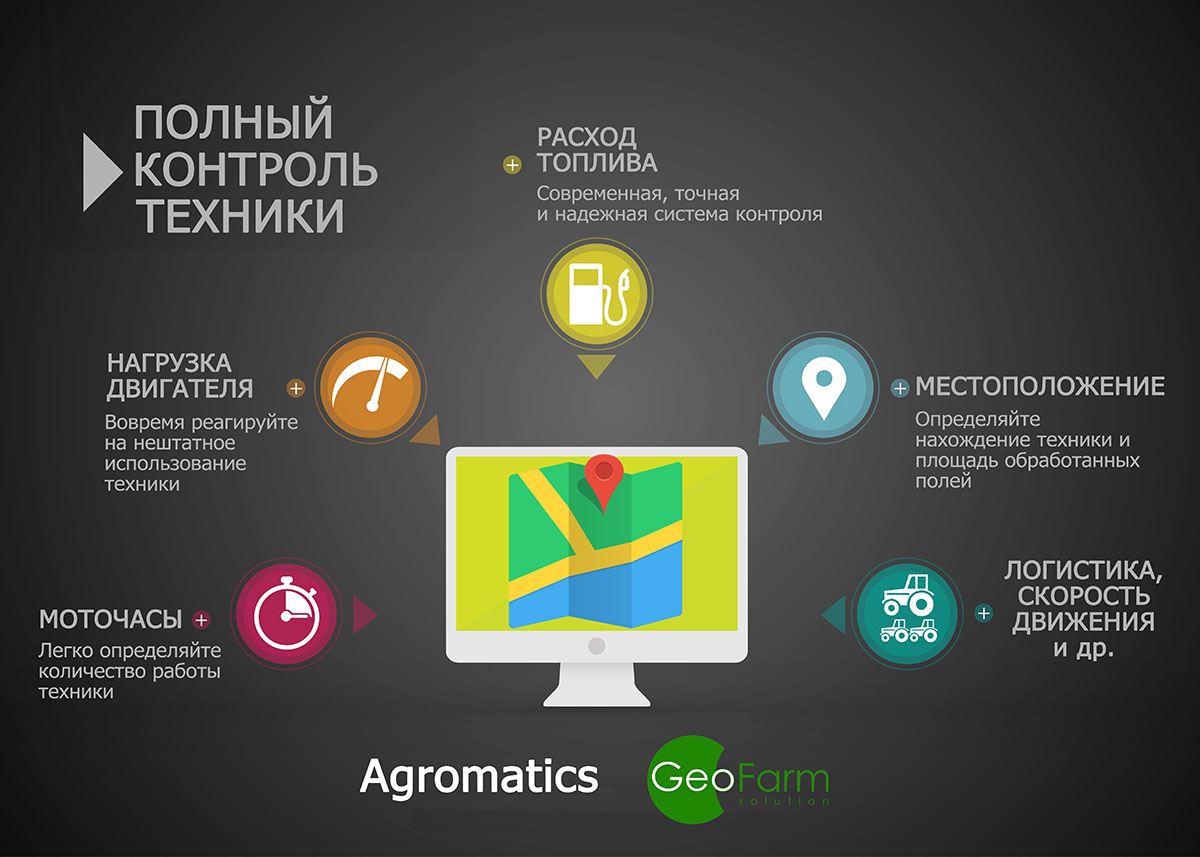 ПОЛНЫЙ
КОНТРОЛЬ
ТЕХНИКИ
РАСХОД
ТОПЛИВА
Современная, точная
и надежная система контроля
НАГРУЗКА
ДВИГАТЕЛЯ
Вовремя реагируйте
на нештатное
использование
техники
МЕСТОПОЛОЖЕНИЕ
Определяйте
нахождение техники и
площадь обработанных
полей
МОТОЧАСЫ
Легко определяйте
количество работы
техники
ЛОГИСТИКА,
СКОРОСТЬ
ДВИЖЕНИЯ
и др.
Agromatics
GeoFarm
solution